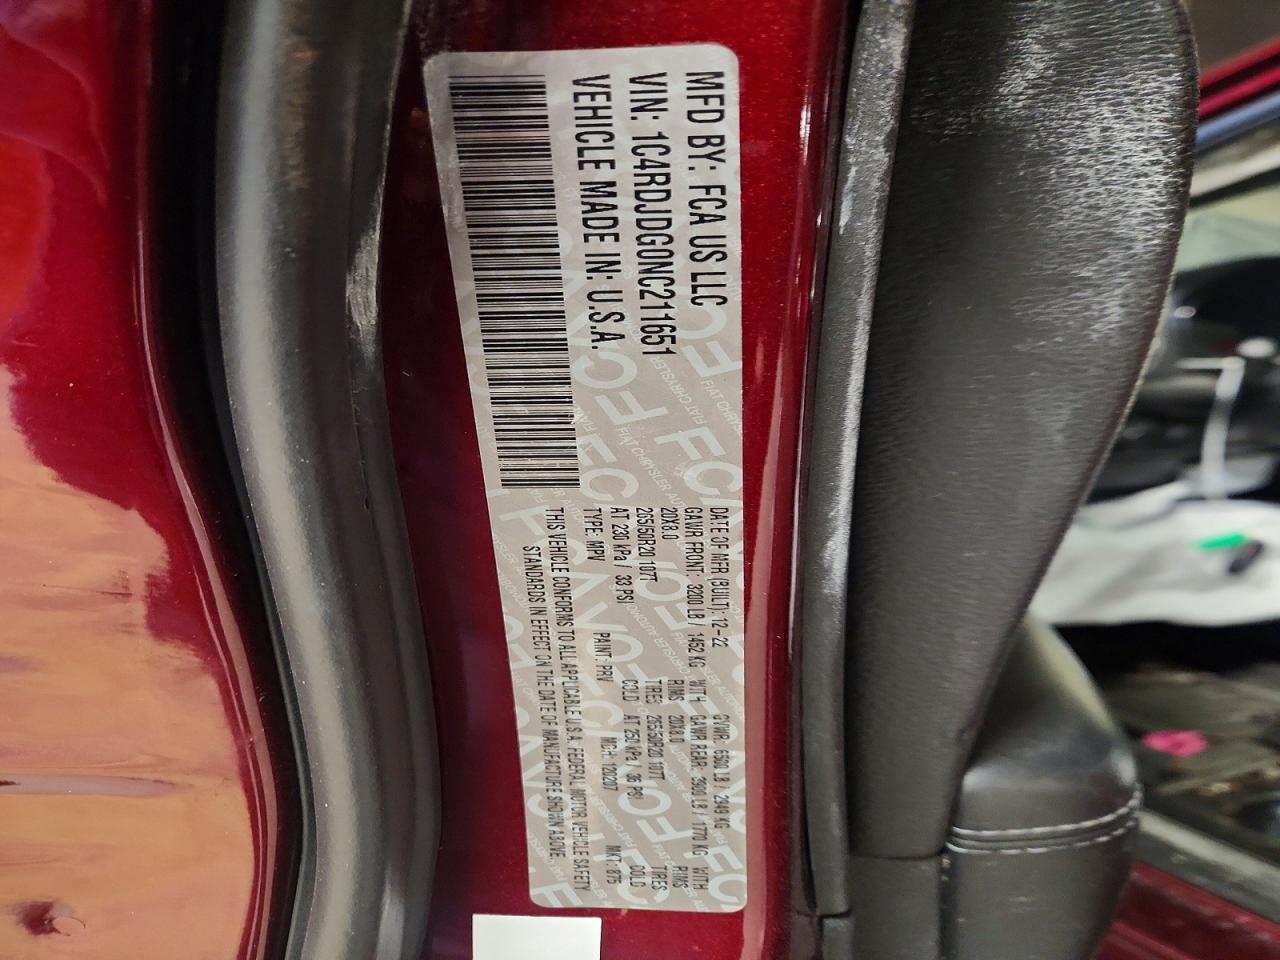 MFD BY: FCA US LLC
VIN: 1C4RDJDG0NC211651
VEHICLE MADE IN: U.S.A.
DATE OF MFR (BUILT): 12-22 GVWR: 6500 LB / 2949 KG
GAWR FRONT: 3200 LB / 1452 KG WITH GAWR REAR: 3900 LB / 1770 KG WITH
20X8.0 RIMS 20X8.0 RIMS
265/50R20 107T TIRES 265/50R20 107T TIRES
AT 230 kPa / 33 PSI COLD AT 250 kPa / 36 PSI COLD
TYPE: MPV PAINT: PRV MDH: 120207 MKT: 875
THIS VEHICLE CONFORMS TO ALL APPLICABLE U.S.A. FEDERAL MOTOR VEHICLE SAFETY
STANDARDS IN EFFECT ON THE DATE OF MANUFACTURE SHOWN ABOVE.